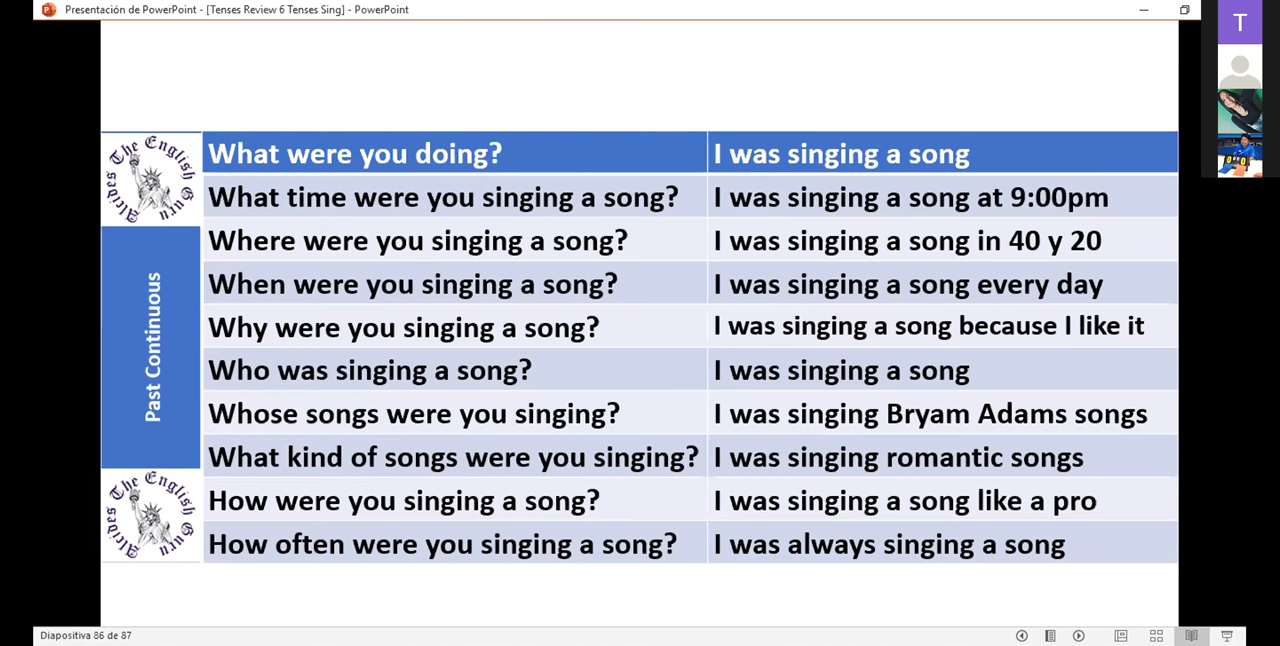 Presentación de PowerPoint - [Tenses Review 6 Tenses Sing] - PowerPoint
T
The English Guru Alcides
What were you doing? I was singing a song
What time were you singing a song? I was singing a song at 9:00pm
Where were you singing a song? I was singing a song in 40 y 20
When were you singing a song? I was singing a song every day
Past Continuous
Why were you singing a song? I was singing a song because I like it
Who was singing a song? I was singing a song
Whose songs were you singing? I was singing Bryam Adams songs
What kind of songs were you singing? I was singing romantic songs
The English Guru Alcides
How were you singing a song? I was singing a song like a pro
How often were you singing a song? I was always singing a song
Diapositiva 86 de 87